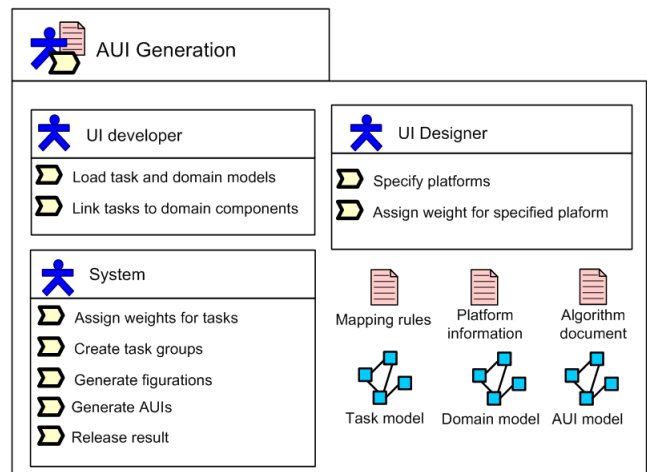 AUI Generation
UI developer
Load task and domain models
Link tasks to domain components
UI Designer
Specify platforms
Assign weight for specified plaform
System
Assign weights for tasks
Create task groups
Generate figurations
Generate AUIs
Release result
Mapping rules
Platform
information
Algorithm
document
Task model
Domain model
AUI model